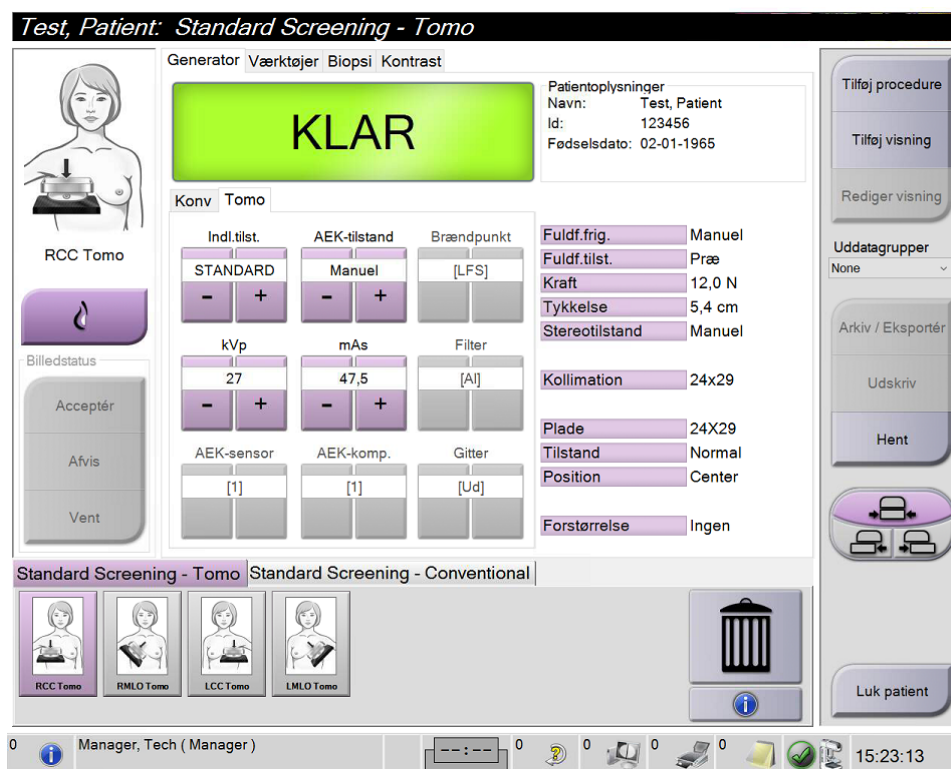 Test, Patient: Standard Screening - Tomo
RCC Tomo
Billedstatus
Acceptér
Afvis
Vent
Generator Værktøjer Biopsi Kontrast
KLAR
Patientoplysninger
Navn: Test, Patient
Id: 123456
Fødselsdato: 02-01-1965
Konv Tomo
Indl.tilst. AEK-tilstand Brændpunkt
STANDARD Manuel [LFS]
- + - +
kVp mAs Filter
27 47,5 [Al]
- + - +
AEK-sensor AEK-komp. Gitter
[1] [1] [Ud]
Fuldf.frig. Manuel
Fuldf.tilst. Præ
Kraft 12,0 N
Tykkelse 5,4 cm
Stereotilstand Manuel
Kollimation 24x29
Plade 24X29
Tilstand Normal
Position Center
Forstørrelse Ingen
Tilføj procedure
Tilføj visning
Rediger visning
Uddatagrupper
None
Arkiv / Eksportér
Udskriv
Hent
Luk patient
Standard Screening - Tomo Standard Screening - Conventional
RCC Tomo RMLO Tomo LCC Tomo LMLO Tomo
0 Manager, Tech ( Manager ) --:-- 0 0 0 0 15:23:13